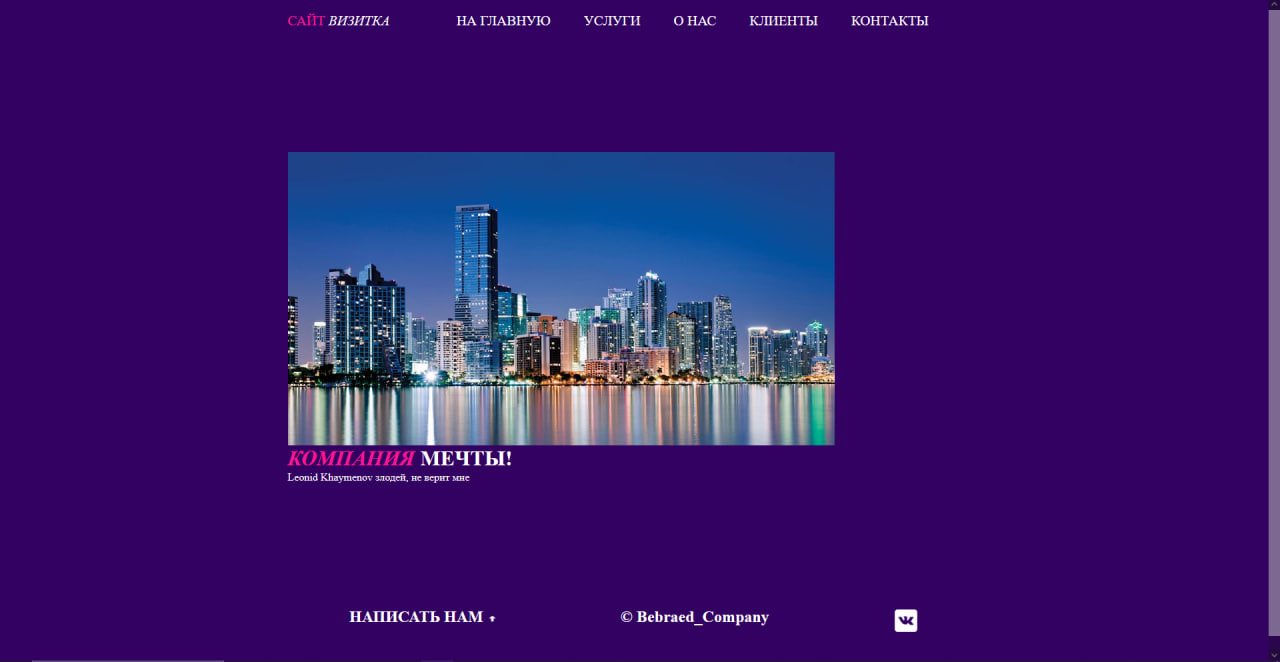 САЙТ ВИЗИТКА НА ГЛАВНУЮ УСЛУГИ О НАС КЛИЕНТЫ КОНТАКТЫ
КОМПАНИЯ МЕЧТЫ!
Leonid Khaymenov злодей, не верит мне
НАПИСАТЬ НАМ ↑ © Bebraed_Company